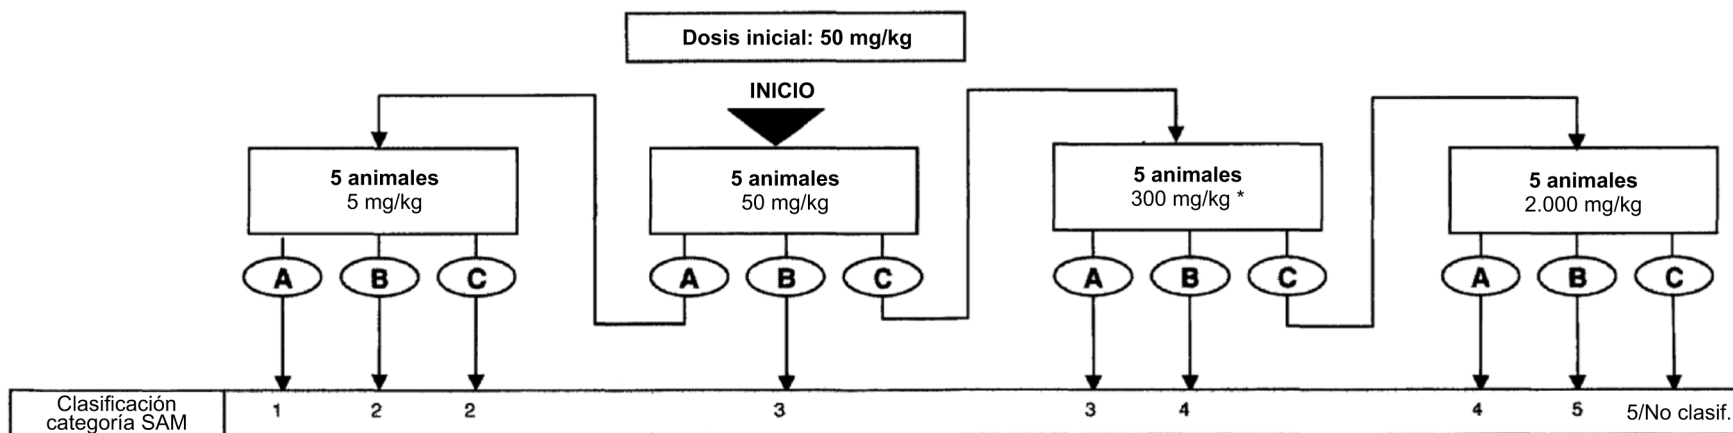 Dosis inicial: 50 mg/kg
INICIO
5 animales
5 mg/kg
5 animales
50 mg/kg
5 animales
300 mg/kg *
5 animales
2.000 mg/kg
A
B
C
A
B
C
A
B
C
A
B
C
Clasificación
categoría SAM
1
2
2
3
3
4
4
5
5/No clasif.